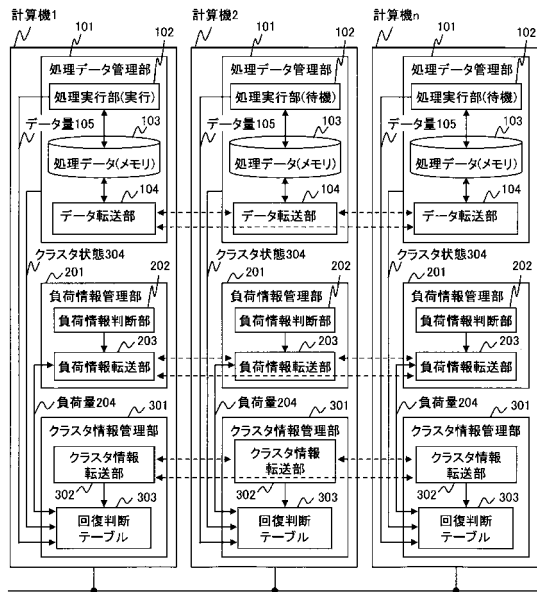 計算機1
101
102
処理データ管理部
処理実行部(実行)
データ量105
103
処理データ(メモリ)
104
データ転送部
クラスタ状態304
201
202
負荷情報管理部
負荷情報判断部
203
負荷情報転送部
負荷量204
301
クラスタ情報管理部
クラスタ情報
転送部
302
303
回復判断
テーブル
計算機2
101
102
処理データ管理部
処理実行部(待機)
データ量105
103
処理データ(メモリ)
104
データ転送部
クラスタ状態304
201
202
負荷情報管理部
負荷情報判断部
203
負荷情報転送部
負荷量204
301
クラスタ情報管理部
クラスタ情報
転送部
302
303
回復判断
テーブル
計算機n
101
102
処理データ管理部
処理実行部(待機)
データ量105
103
処理データ(メモリ)
104
データ転送部
クラスタ状態304
201
202
負荷情報管理部
負荷情報判断部
203
負荷情報転送部
負荷量204
301
クラスタ情報管理部
クラスタ情報
転送部
302
303
回復判断
テーブル